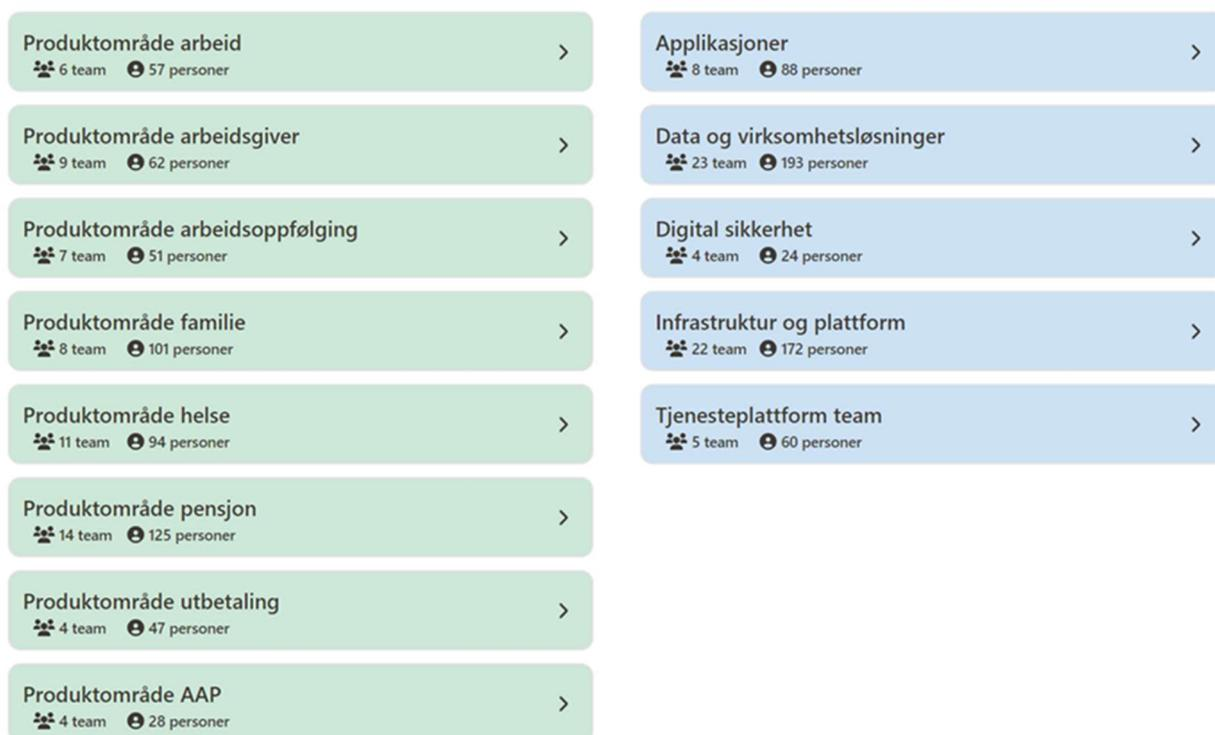 Produktområde arbeid
6 team 57 personer
Produktområde arbeidsgiver
9 team 62 personer
Produktområde arbeidsoppfølging
7 team 51 personer
Produktområde familie
8 team 101 personer
Produktområde helse
11 team 94 personer
Produktområde pensjon
14 team 125 personer
Produktområde utbetaling
4 team 47 personer
Produktområde AAP
4 team 28 personer
Applikasjoner
8 team 88 personer
Data og virksomhetsløsninger
23 team 193 personer
Digital sikkerhet
4 team 24 personer
Infrastruktur og plattform
22 team 172 personer
Tjenesteplattform team
5 team 60 personer